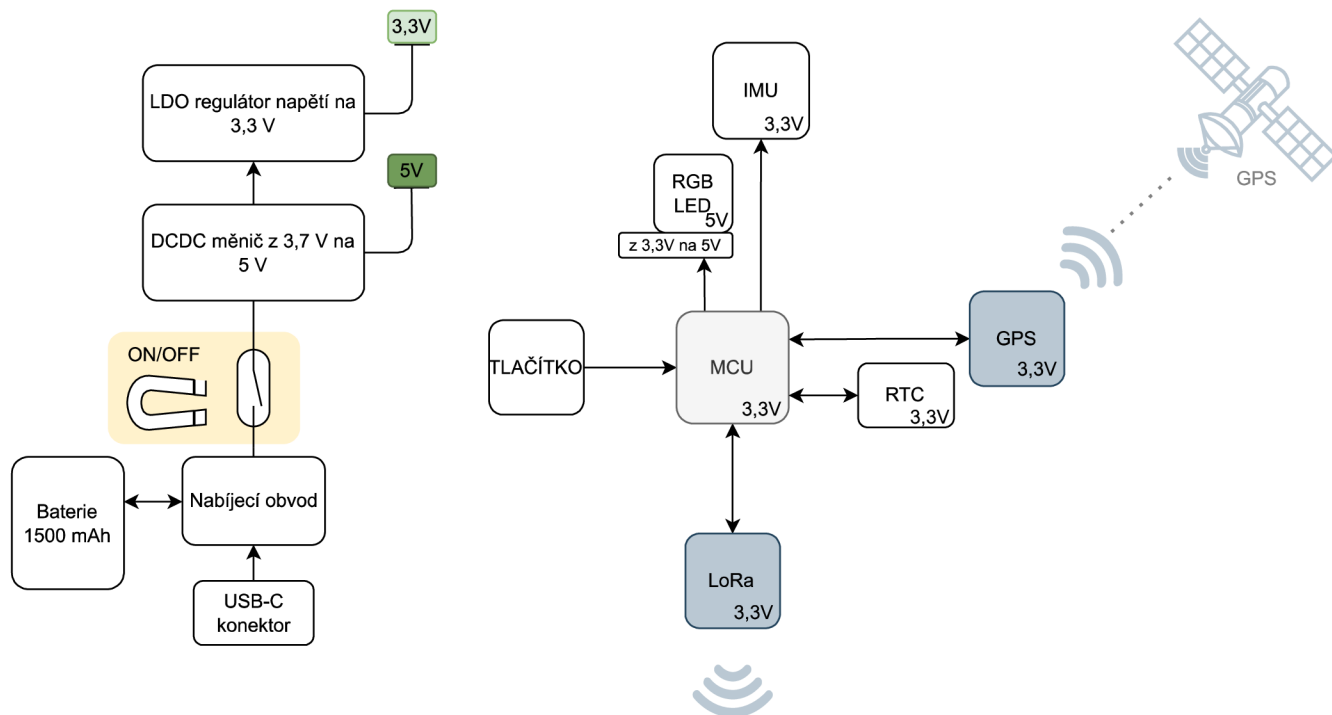 3,3V
LDO regulátor napětí na
3,3 V
5V
DCDC měnič z 3,7 V na
5 V
ON/OFF
Baterie
1500 mAh
Nabíjecí obvod
USB-C
konektor
IMU
3,3V
RGB
LED
5V
z 3,3V na 5V
TLAČÍTKO
MCU
3,3V
GPS
3,3V
RTC
3,3V
LoRa
3,3V
GPS